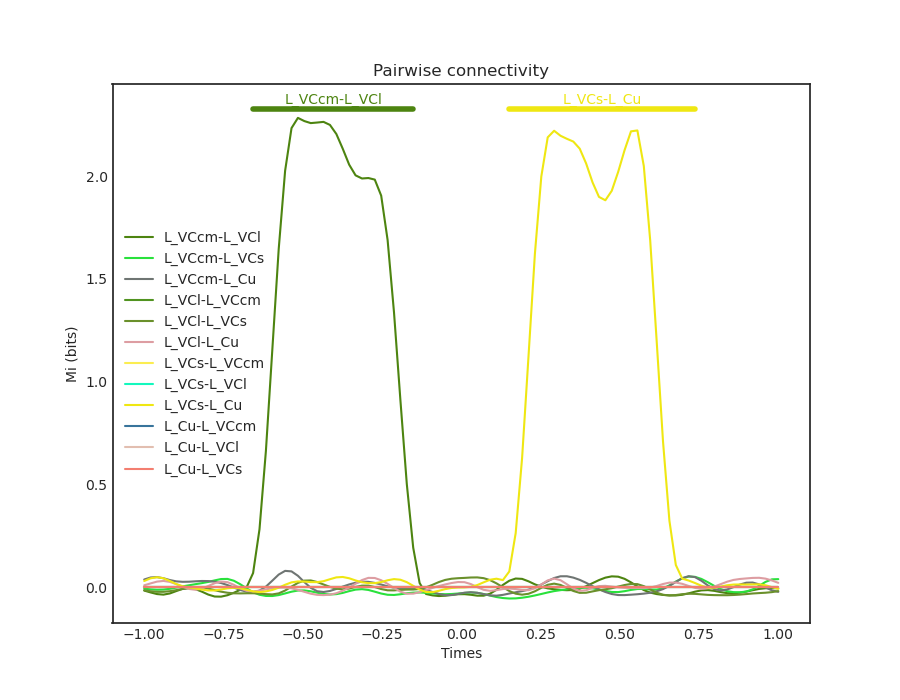 Pairwise connectivity
L_VCcm-L_VCl
L_VCs-L_Cu
2.0
1.5
1.0
0.5
0.0
Mi (bits)
L_VCcm-L_VCl
L_VCcm-L_VCs
L_VCcm-L_Cu
L_VCl-L_VCcm
L_VCl-L_VCs
L_VCl-L_Cu
L_VCs-L_VCcm
L_VCs-L_VCl
L_VCs-L_Cu
L_Cu-L_VCcm
L_Cu-L_VCl
L_Cu-L_VCs
−1.00 −0.75 −0.50 −0.25 0.00 0.25 0.50 0.75 1.00
Times